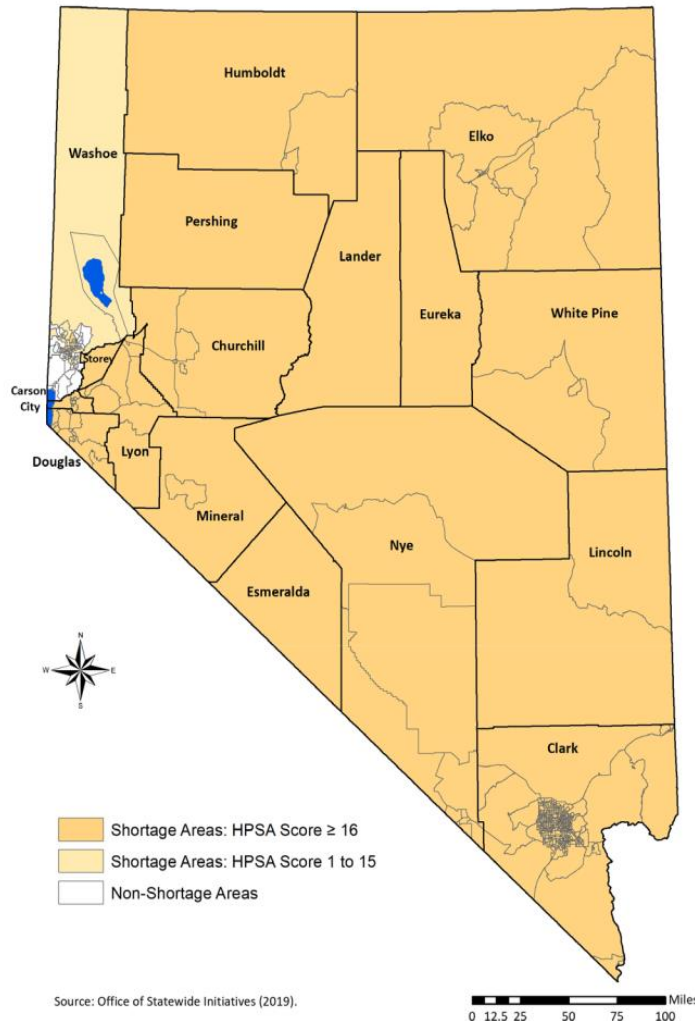 Humboldt
Elko
Washoe
Pershing
Lander
Eureka
White Pine
Churchill
Storey
Carson
City
Lyon
Douglas
Mineral
Nye
Lincoln
Esmeralda
N
W
E
S
Clark
Shortage Areas: HPSA Score ≥ 16
Shortage Areas: HPSA Score 1 to 15
Non-Shortage Areas
Source: Office of Statewide Initiatives (2019).
Miles
0 12.5 25 50 75 100